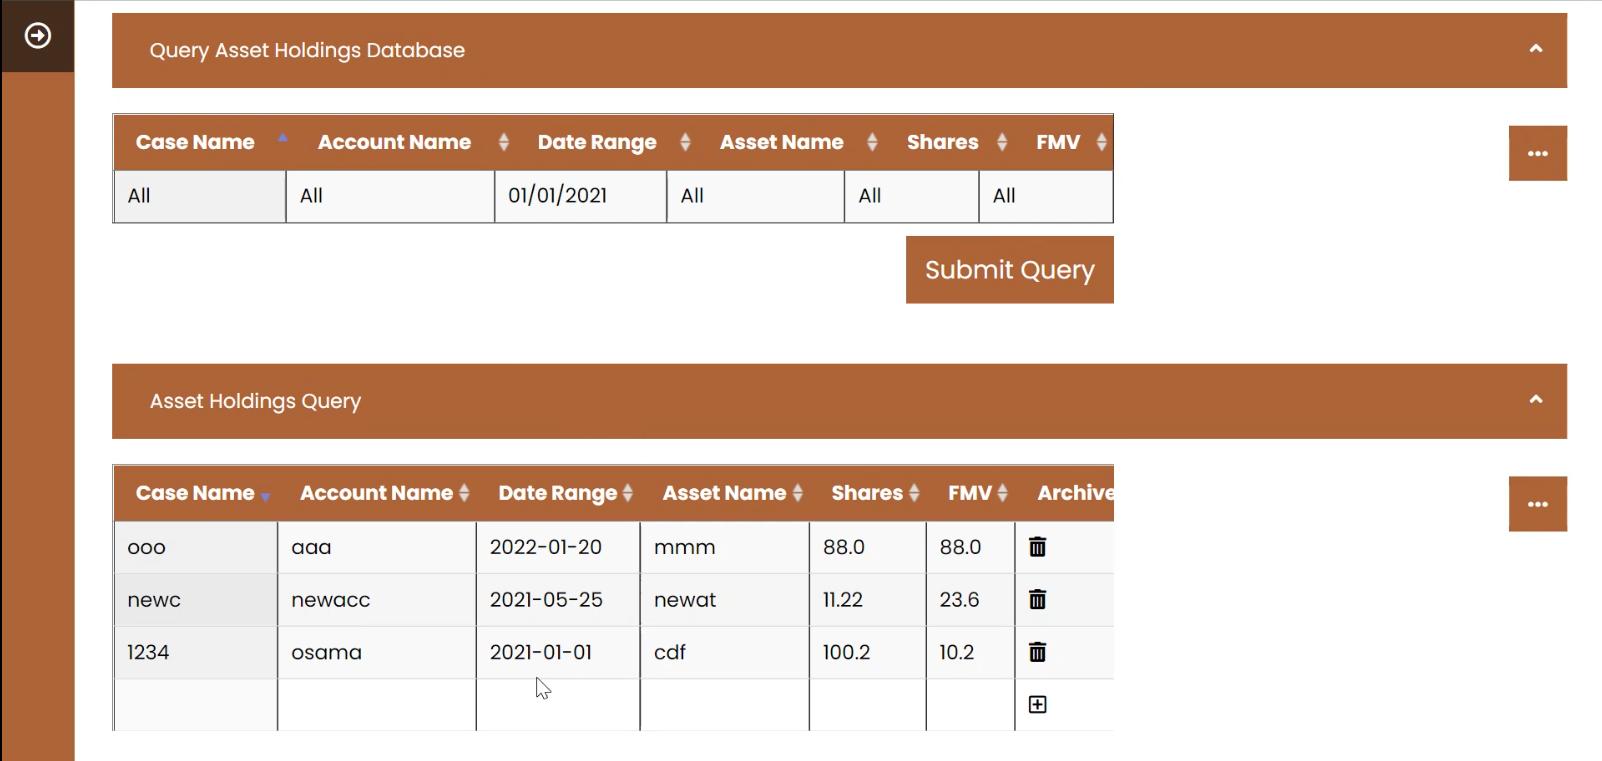 Query Asset Holdings Database
Case Name Account Name Date Range Asset Name Shares FMV
All All 01/01/2021 All All All
Submit Query
Asset Holdings Query
Case Name Account Name Date Range Asset Name Shares FMV Archive
ooo aaa 2022-01-20 mmm 88.0 88.0
newc newacc 2021-05-25 newat 11.22 23.6
1234 osama 2021-01-01 cdf 100.2 10.2